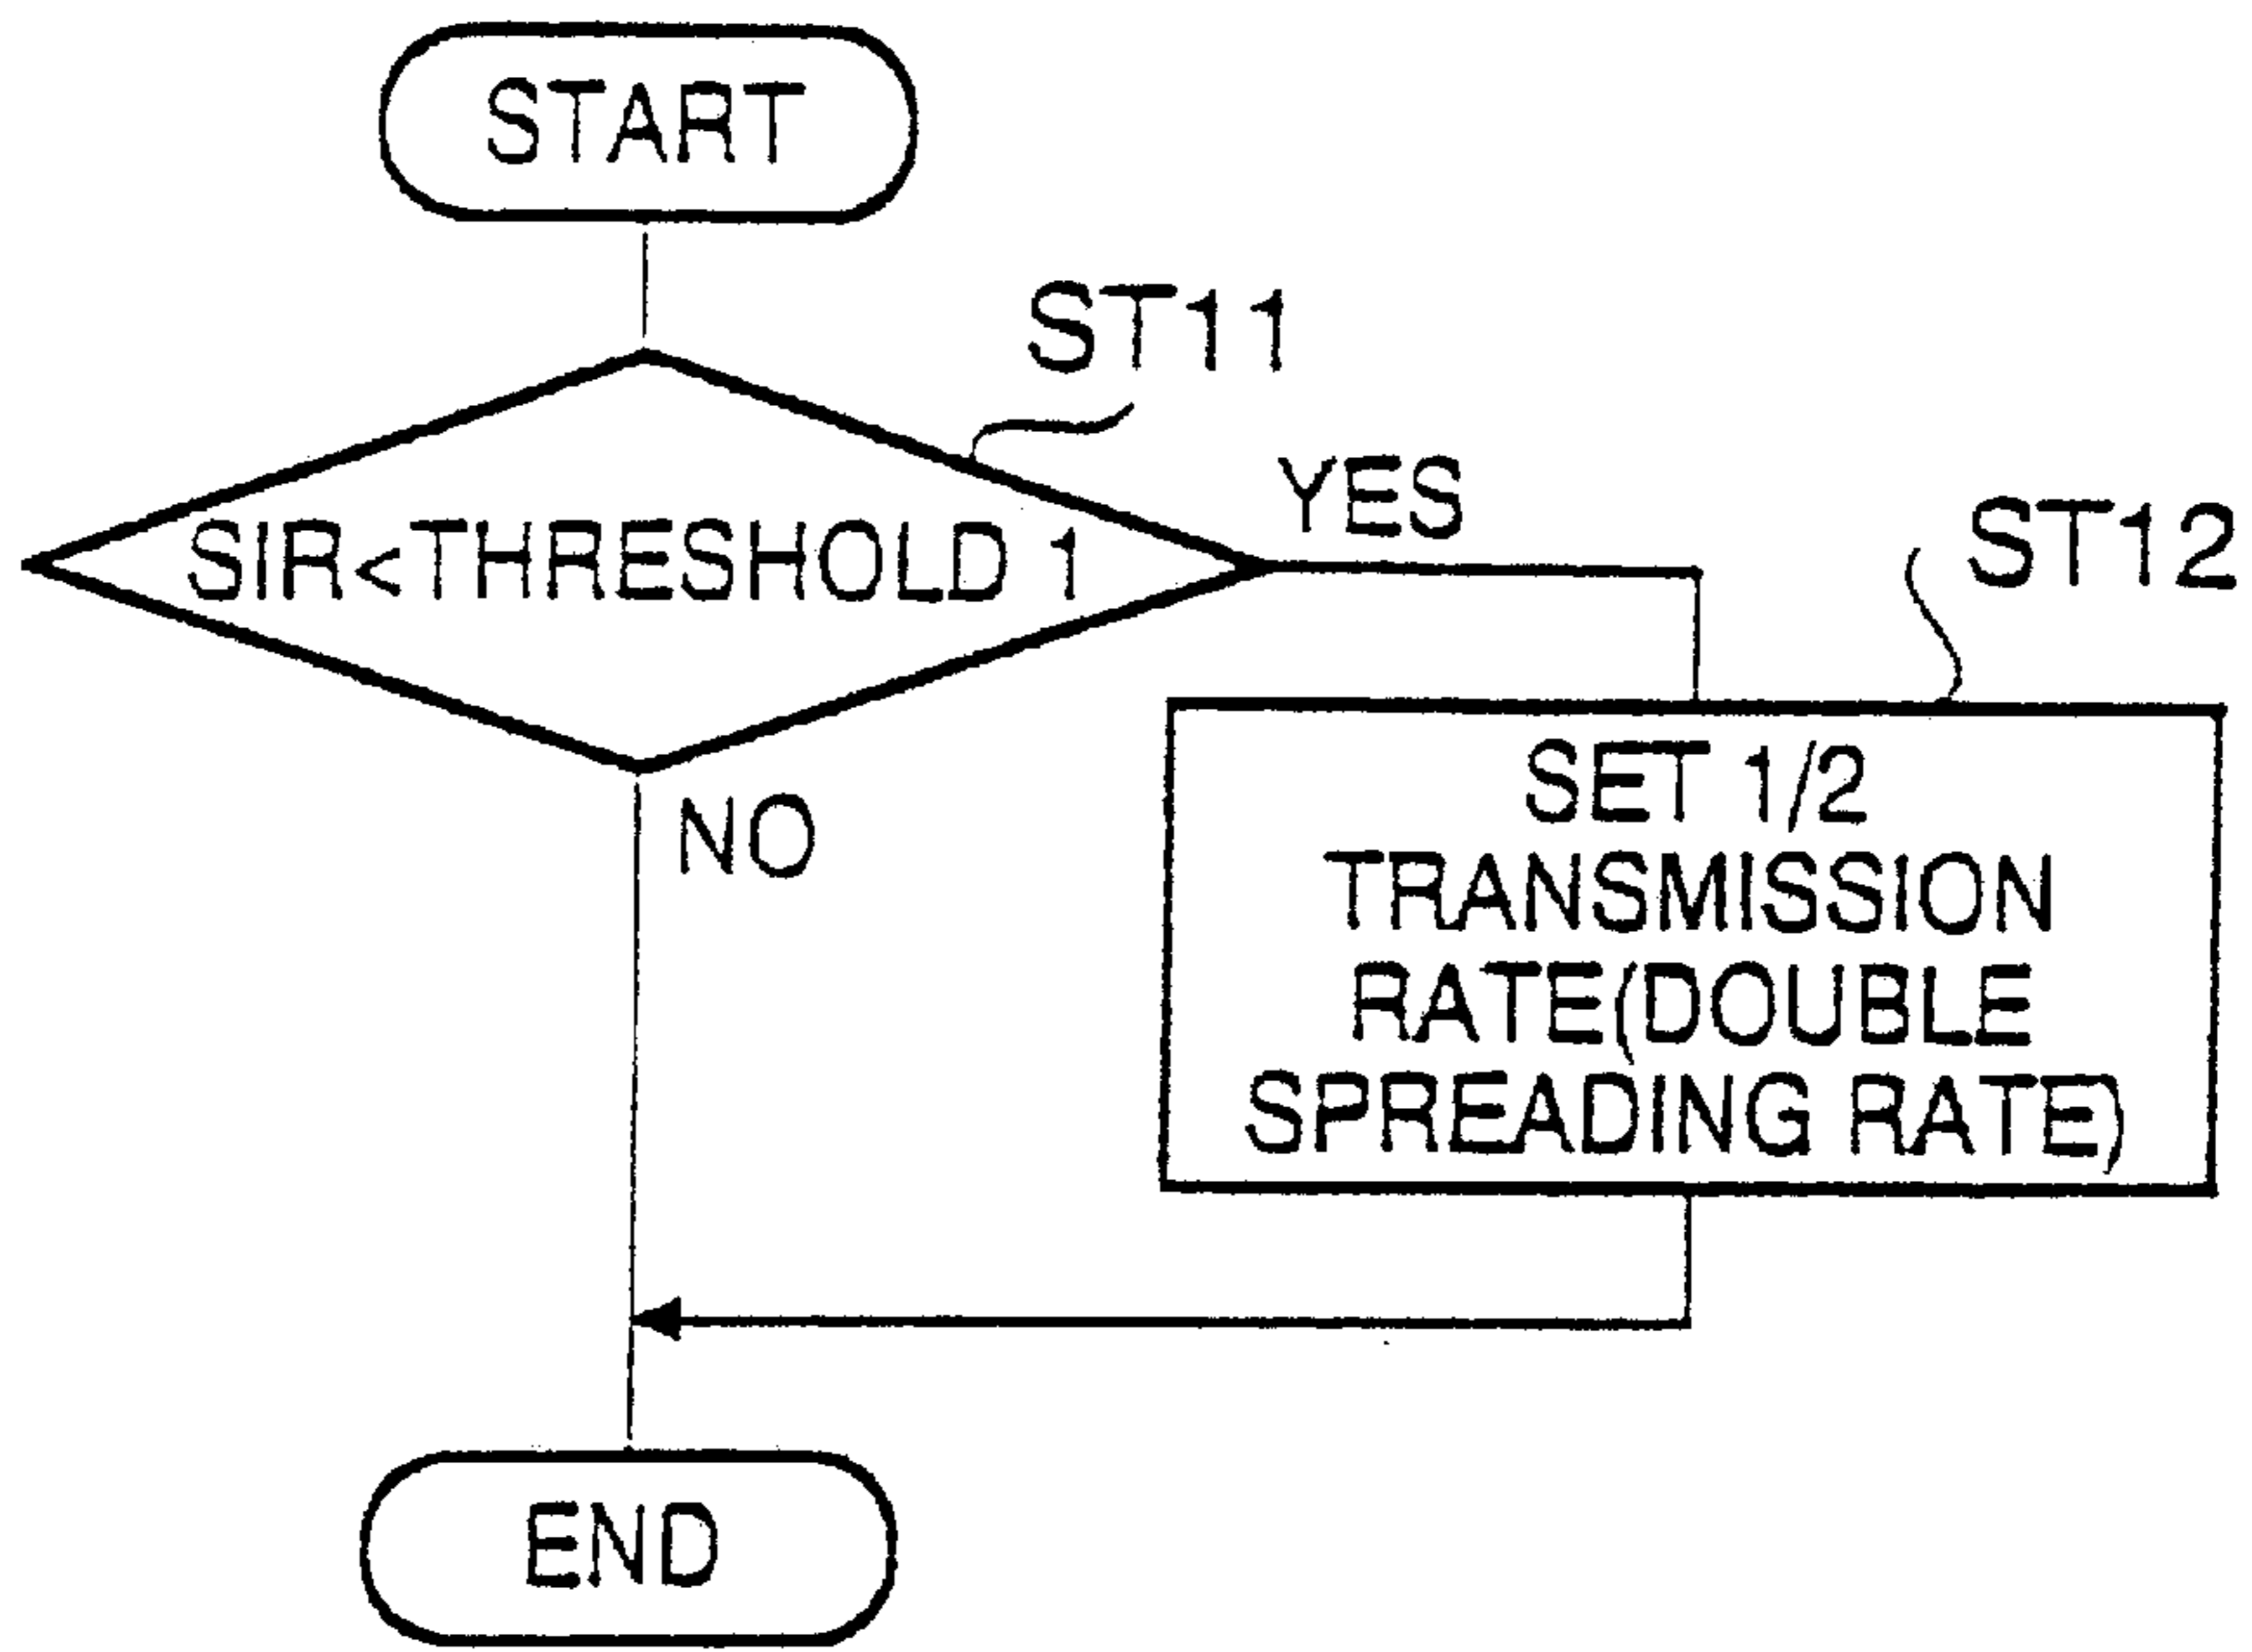 START
ST11
SIR<THRESHOLD 1
YES
ST12
NO
SET 1/2
TRANSMISSION
RATE(DOUBLE
SPREADING RATE)
END